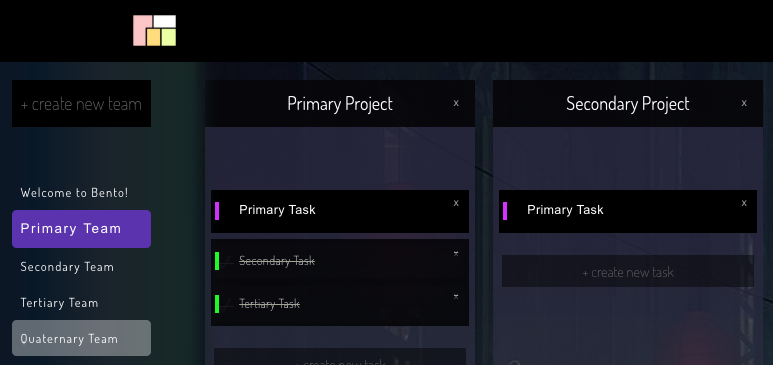 + create new team
Welcome to Bento!
Primary Team
Secondary Team
Tertiary Team
Quaternary Team
Primary Project x
Primary Task x
Secondary Task x
Tertiary Task x
+ create new task
Secondary Project x
Primary Task x
+ create new task